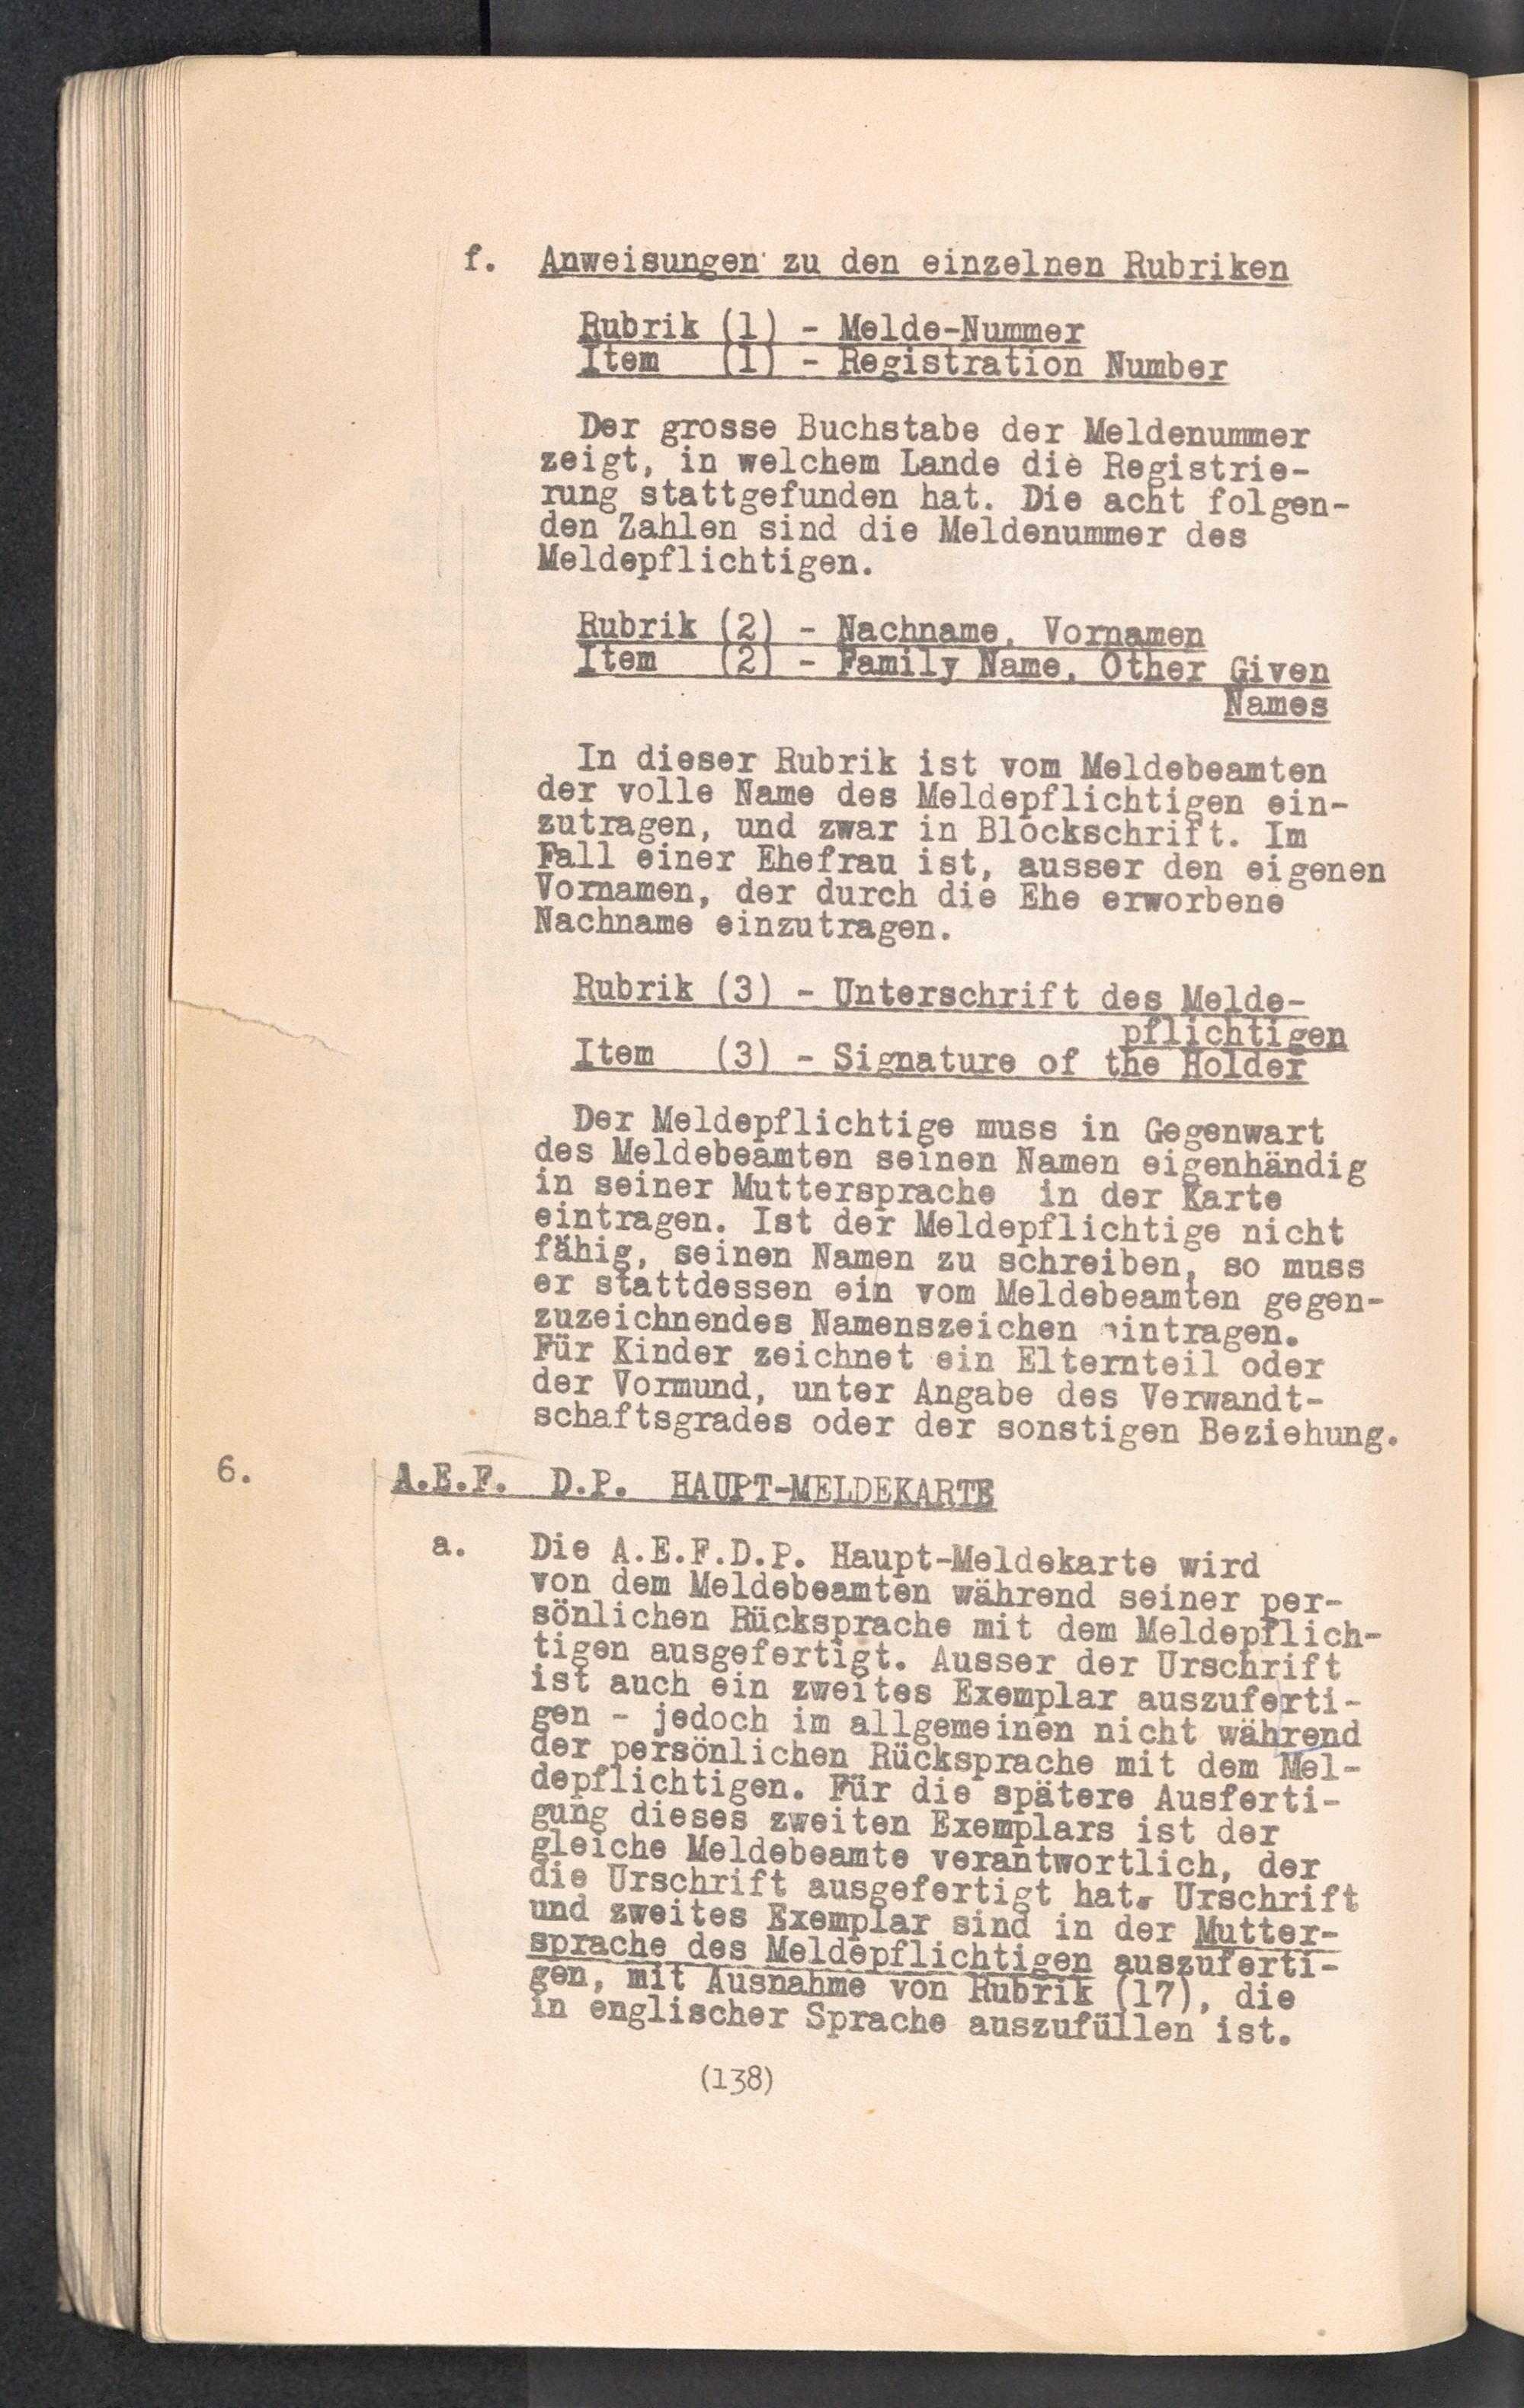 f. Anweisungen zu den einzelnen Rubriken
Rubrik (1) - Melde-Nummer
Item (1) - Registration Number
Der grosse Buchstabe der Meldenummer
zeigt, in welchem Lande die Registrie-
rung stattgefunden hat. Die acht folgen-
den Zahlen sind die Meldenummer des
Meldepflichtigen.
Rubrik (2) - Nachname, Vornamen
Item (2) - Family Name, Other Given
Names
In dieser Rubrik ist vom Meldebeamten
der volle Name des Meldepflichtigen ein-
zutragen, und zwar in Blockschrift. Im
Fall einer Ehefrau ist, ausser den eigenen
Vornamen, der durch die Ehe erworbene
Nachname einzutragen.
Rubrik (3) - Unterschrift des Melde-
pflichtigen
Item (3) - Signature of the Holder
Der Meldepflichtige muss in Gegenwart
des Meldebeamten seinen Namen eigenhändig
in seiner Muttersprache in der Karte
eintragen. Ist der Meldepflichtige nicht
fähig, seinen Namen zu schreiben, so muss
er stattdessen ein vom Meldebeamten gegen-
zuzeichnendes Namenszeichen eintragen.
Für Kinder zeichnet ein Elternteil oder
der Vormund, unter Angabe des Verwandt-
schaftsgrades oder der sonstigen Beziehung.
6. A.E.F. D.P. HAUPT-MELDEKARTE
a. Die A.E.F.D.P. Haupt-Meldekarte wird
von dem Meldebeamten während seiner per-
sönlichen Rücksprache mit dem Meldepflich-
tigen ausgefertigt. Ausser der Urschrift
ist auch ein zweites Exemplar auszuferti-
gen - jedoch im allgemeinen nicht während
der persönlichen Rücksprache mit dem Mel-
depflichtigen. Für die spätere Ausferti-
gung dieses zweiten Exemplars ist der
gleiche Meldebeamte verantwortlich, der
die Urschrift ausgefertigt hat. Urschrift
und zweites Exemplar sind in der Mutter-
sprache des Meldepflichtigen auszuferti-
gen, mit Ausnahme von Rubrik (17), die
in englischer Sprache auszufüllen ist.
(138)